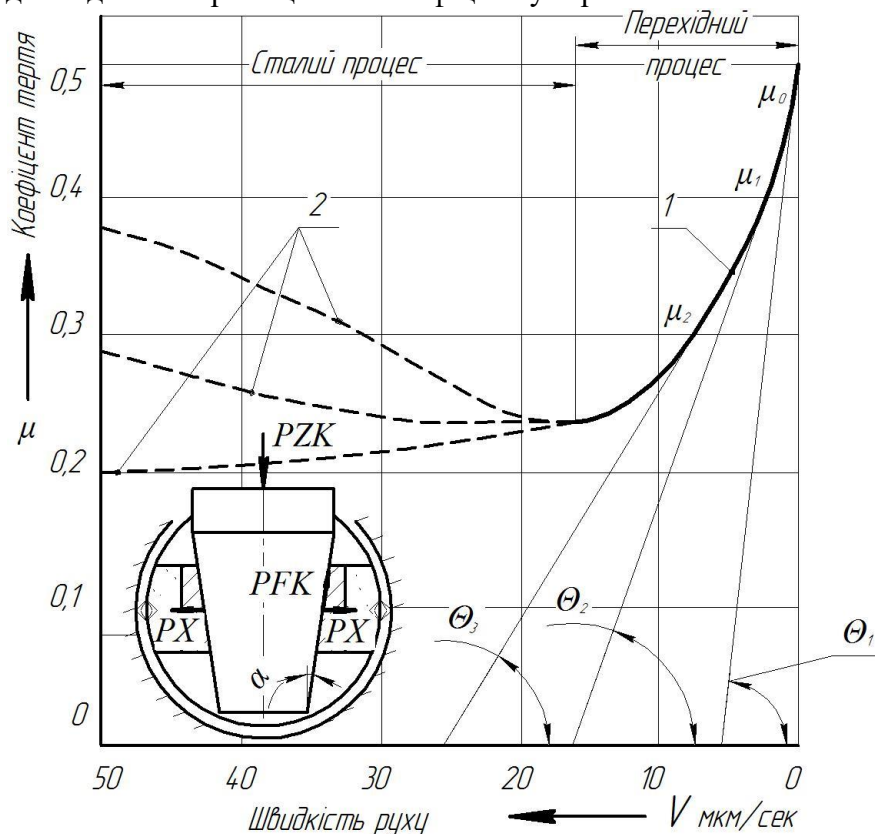 Перехідний
процес
Сталий процес
Коефіцент тертя
μ
0,5
0,4
0,3
0,2
0,1
0
μ₀
μ₁
μ₂
1
2
PZK
PFK
PX
PX
α
Θ₃
Θ₂
Θ₁
50
40
30
20
10
0
Швидкість руху
V мкм/сек